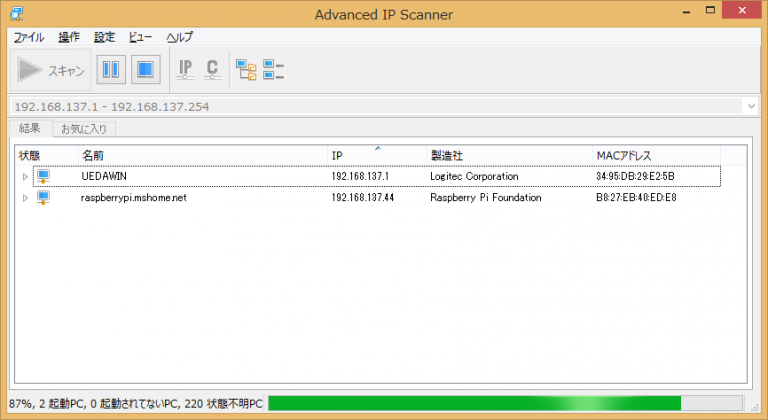 Advanced IP Scanner
ファイル 操作 設定 ビュー ヘルプ
スキャン IP C
192.168.137.1 - 192.168.137.254
結果 お気に入り
状態 名前 IP 製造社 MACアドレス
UEDAWIN 192.168.137.1 Logitec Corporation 34:95:DB:29:E2:5B
raspberrypi.mshome.net 192.168.137.44 Raspberry Pi Foundation B8:27:EB:40:ED:E8
87%, 2 起動PC, 0 起動されてないPC, 220 状態不明PC